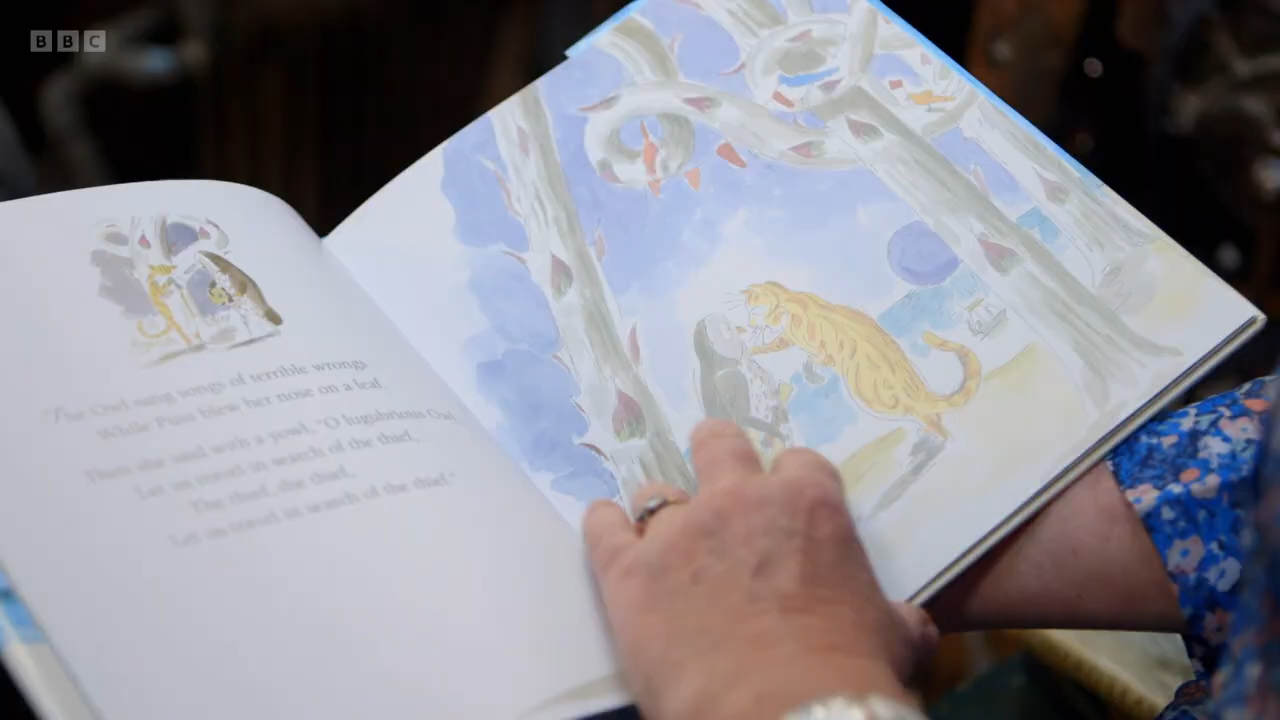 BBC
"The Owl sang songs of terrible wrongs
While Puss blew her nose on a leaf.
Then she said with a yowl, "O lugubrious Owl
Let us travel in search of the thief,
The thief, the thief,
Let us travel in search of the thief."